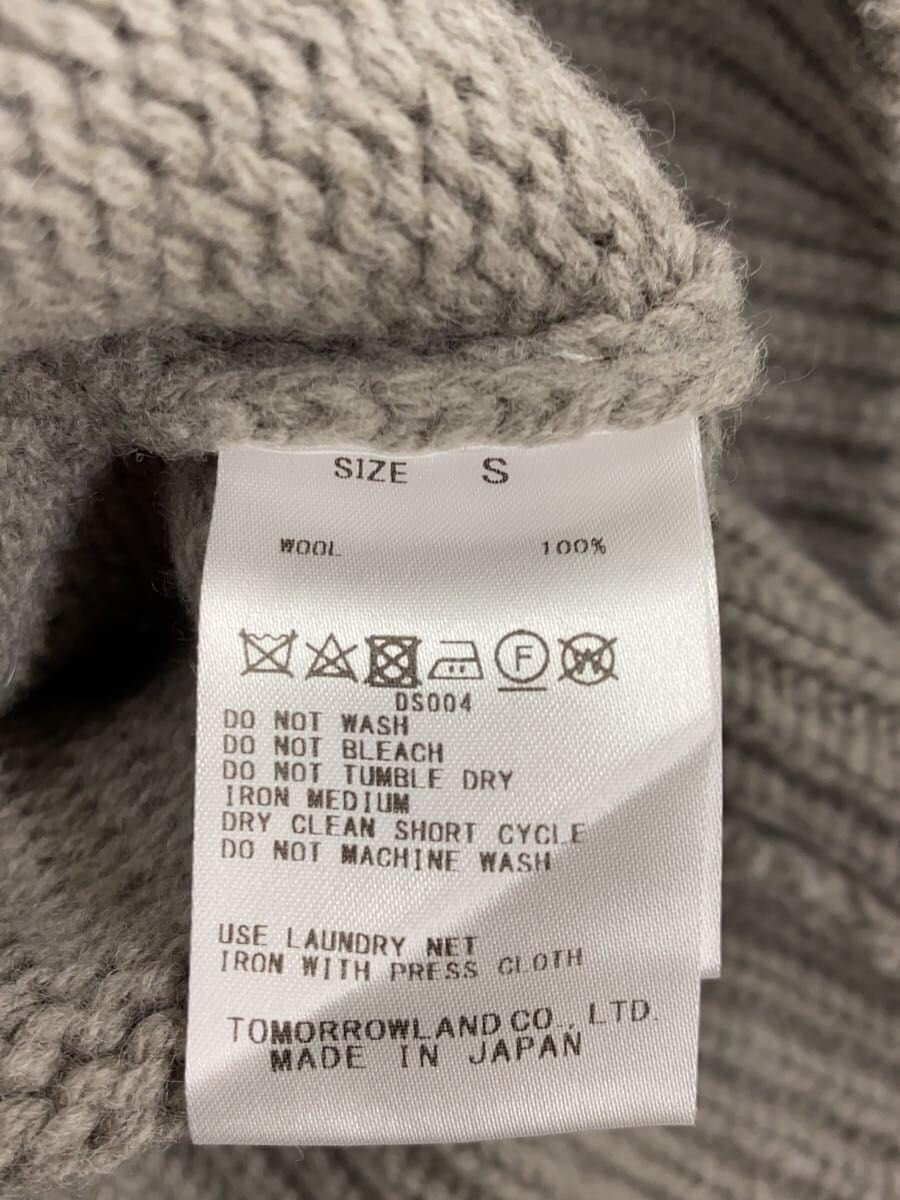 SIZE S
WOOL 100%
F W
DS004
DO NOT WASH
DO NOT BLEACH
DO NOT TUMBLE DRY
IRON MEDIUM
DRY CLEAN SHORT CYCLE
DO NOT MACHINE WASH
USE LAUNDRY NET
IRON WITH PRESS CLOTH
TOMORROWLAND CO., LTD.
MADE IN JAPAN